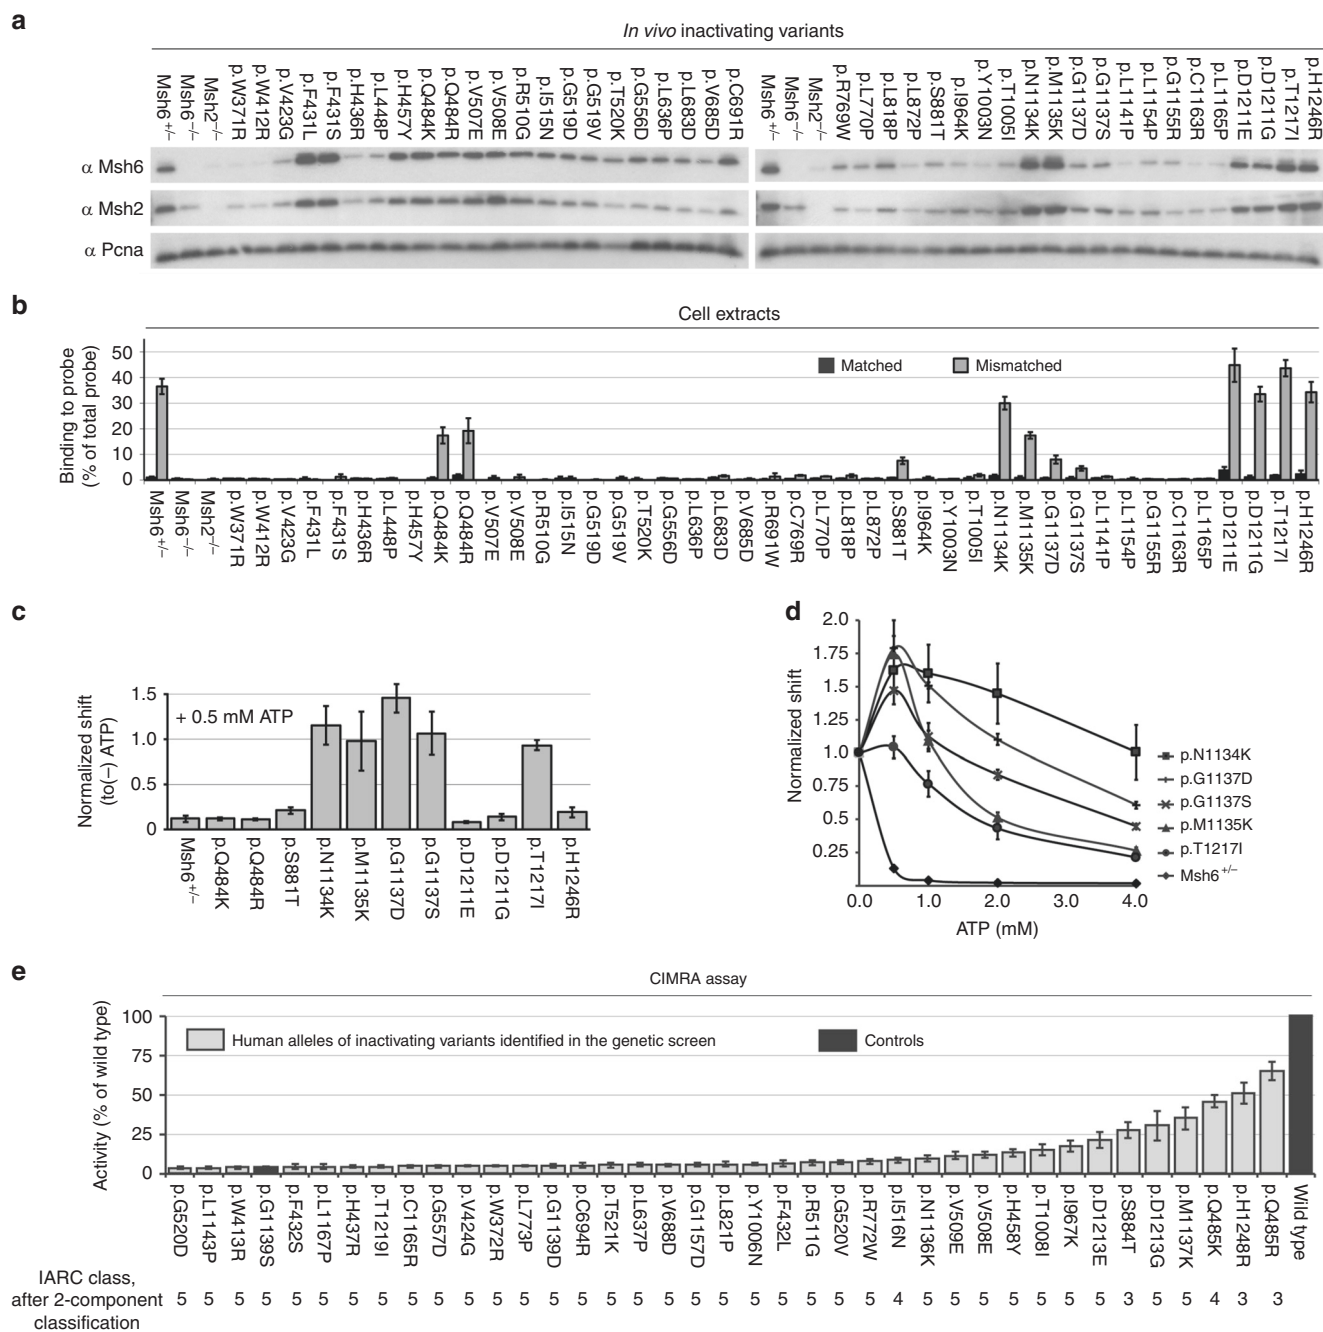 a
In vivo inactivating variants
Msh6+/−
Msh6−/−
Msh2−/−
p.W371R
p.W412R
p.V423G
p.F431L
p.F431S
p.H436R
p.L448P
p.H457Y
p.Q484K
p.Q484R
p.V507E
p.V508E
p.R510G
p.I515N
p.G519D
p.G519V
p.T520K
p.G556D
p.L636P
p.L683D
p.V685D
p.C691R
Msh6+/−
Msh6−/−
Msh2−/−
p.R769W
p.L770P
p.L818P
p.L872P
p.S881T
p.I964K
p.Y1003N
p.T1005I
p.N1134K
p.M1135K
p.G1137D
p.G1137S
p.L1141P
p.L1154P
p.G1155R
p.C1163R
p.L1165P
p.D1211E
p.D1211G
p.T1217I
p.H1246R
α Msh6
α Msh2
α Pcna
b
Cell extracts
Binding to probe
(% of total probe)
50
40
30
20
10
0
Matched
Mismatched
Msh6+/−
Msh6−/−
Msh2−/−
p.W371R
p.W412R
p.V423G
p.F431L
p.F431S
p.H436R
p.L448P
p.H457Y
p.Q484K
p.Q484R
p.V507E
p.V508E
p.R510G
p.I515N
p.G519D
p.G519V
p.T520K
p.G556D
p.L636P
p.L683D
p.V685D
p.R691W
p.C769R
p.L770P
p.L818P
p.L872P
p.S881T
p.I964K
p.Y1003N
p.T1005I
p.N1134K
p.M1135K
p.G1137D
p.G1137S
p.L1141P
p.L1154P
p.G1155R
p.C1163R
p.L1165P
p.D1211E
p.D1211G
p.T1217I
p.H1246R
c
Normalized shift
(to(−) ATP)
1.5
1.0
0.5
0
+ 0.5 mM ATP
Msh6+/−
p.Q484K
p.Q484R
p.S881T
p.N1134K
p.M1135K
p.G1137D
p.G1137S
p.D1211E
p.D1211G
p.T1217I
p.H1246R
d
Normalized shift
2.0
1.75
1.5
1.25
1.0
0.75
0.5
0.25
0.0 1.0 2.0 3.0 4.0
ATP (mM)
p.N1134K
p.G1137D
p.G1137S
p.M1135K
p.T1217I
Msh6+/−
e
CIMRA assay
Activity (% of wild type)
100
75
50
25
0
Human alleles of inactivating variants identified in the genetic screen
Controls
p.G520D
p.L1143P
p.W413R
p.G1139S
p.F432S
p.L1167P
p.H437R
p.T1219I
p.C1165R
p.G557D
p.V424G
p.W372R
p.L773P
p.G1139D
p.C694R
p.T521K
p.L637P
p.V688D
p.G1157D
p.L821P
p.Y1006N
p.F432L
p.R511G
p.G520V
p.R772W
p.I516N
p.N1136K
p.V509E
p.V508E
p.H458Y
p.T1008I
p.I967K
p.D1213E
p.S884T
p.D1213G
p.M1137K
p.Q485K
p.H1248R
p.Q485R
Wild type
IARC class,
after 2-component
classification
5 5 5 5 5 5 5 5 5 5 5 5 5 5 5 5 5 5 5 5 5 5 5 5 5 4 5 5 5 5 5 5 5 3 5 5 4 3 3